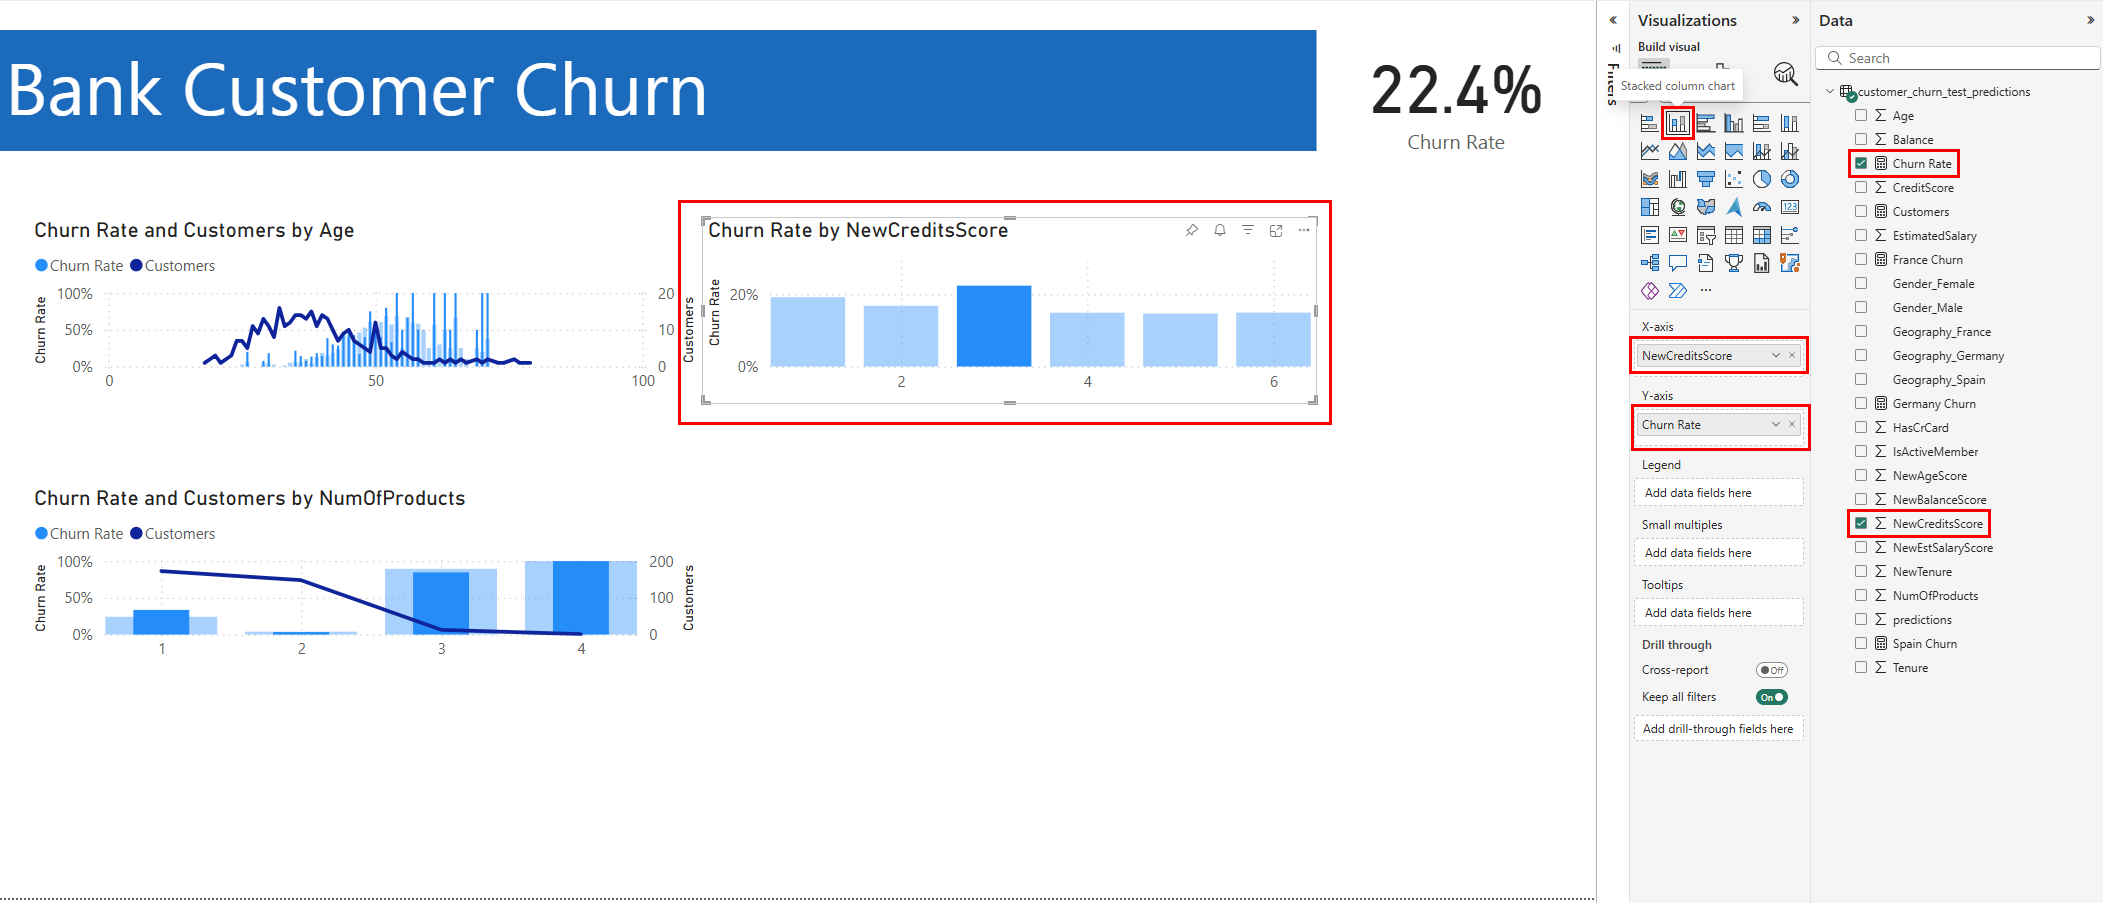 Bank Customer Churn
22.4%
Churn Rate
Churn Rate and Customers by Age
Churn Rate
Customers
100%
50%
0%
Churn Rate
20
10
0
Customers
0
50
100
Churn Rate by NewCreditsScore
Churn Rate
20%
0%
2
4
6
Churn Rate and Customers by NumOfProducts
Churn Rate
Customers
100%
50%
0%
Churn Rate
200
100
0
Customers
1
2
3
4
Filters
Visualizations
Build visual
Stacked column chart
123
X-axis
NewCreditsScore
Y-axis
Churn Rate
Legend
Add data fields here
Small multiples
Add data fields here
Tooltips
Add data fields here
Drill through
Cross-report
Off
Keep all filters
On
Add drill-through fields here
Data
Search
customer_churn_test_predictions
Age
Balance
Churn Rate
CreditScore
Customers
EstimatedSalary
France Churn
Gender_Female
Gender_Male
Geography_France
Geography_Germany
Geography_Spain
Germany Churn
HasCrCard
IsActiveMember
NewAgeScore
NewBalanceScore
NewCreditsScore
NewEstSalaryScore
NewTenure
NumOfProducts
predictions
Spain Churn
Tenure